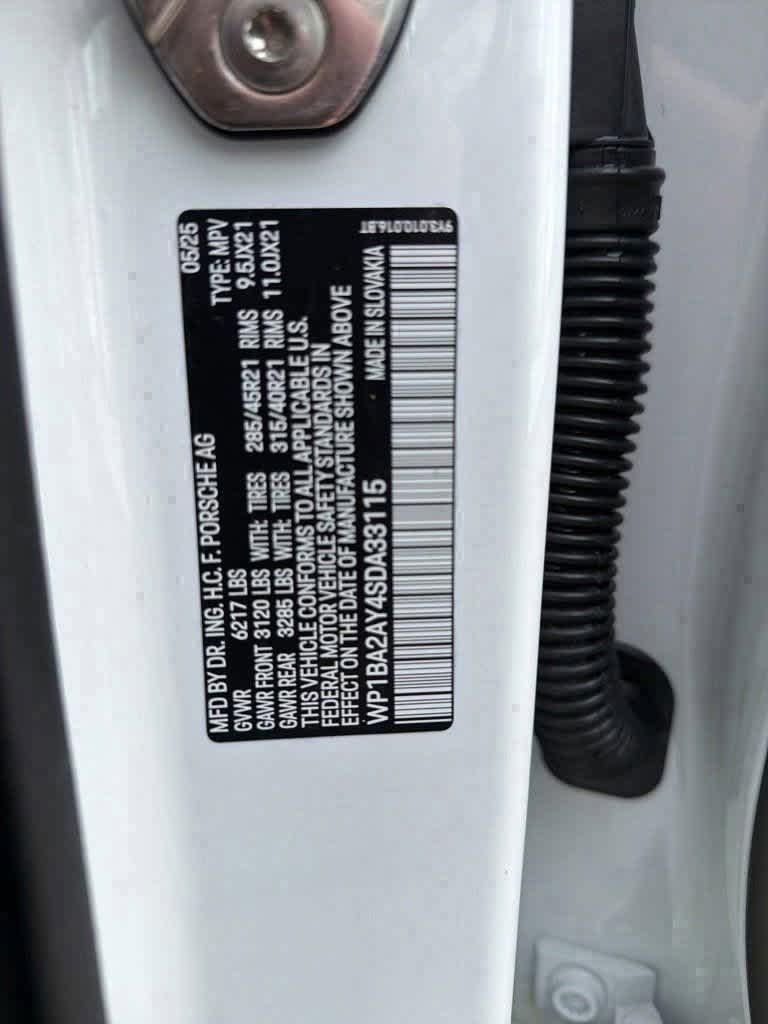 MFD BY DR. ING. H.C. F. PORSCHE AG 05/25
GVWR 6217 LBS TYPE: MPV
GAWR FRONT 3120 LBS WITH: TIRES 285/45R21 RIMS 9.5JX21
GAWR REAR 3285 LBS WITH: TIRES 315/40R21 RIMS 11.0JX21
THIS VEHICLE CONFORMS TO ALL APPLICABLE U.S.
FEDERAL MOTOR VEHICLE SAFETY STANDARDS IN
EFFECT ON THE DATE OF MANUFACTURE SHOWN ABOVE
WP1BA2AY4SDA33115 MADE IN SLOVAKIA
9Y3.010.016.BT